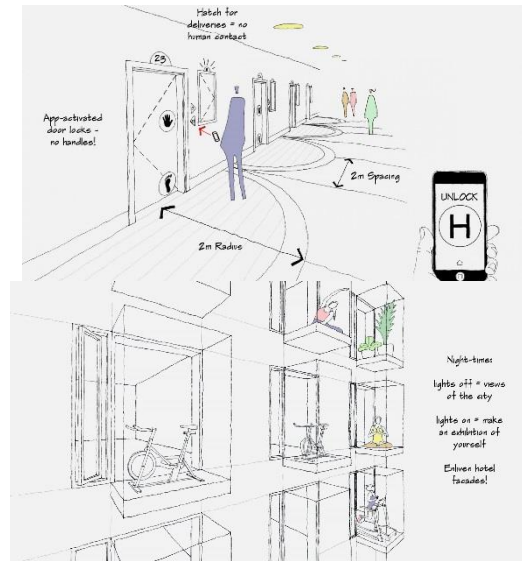 Hatch for
deliveries = no
human contact
23
App-activated
door locks -
no handles!
2m Spacing
UNLOCK
H
2m Radius
Night-time:
lights off = views
of the city
lights on = make
an exhibition of
yourself
Enliven hotel
facades!